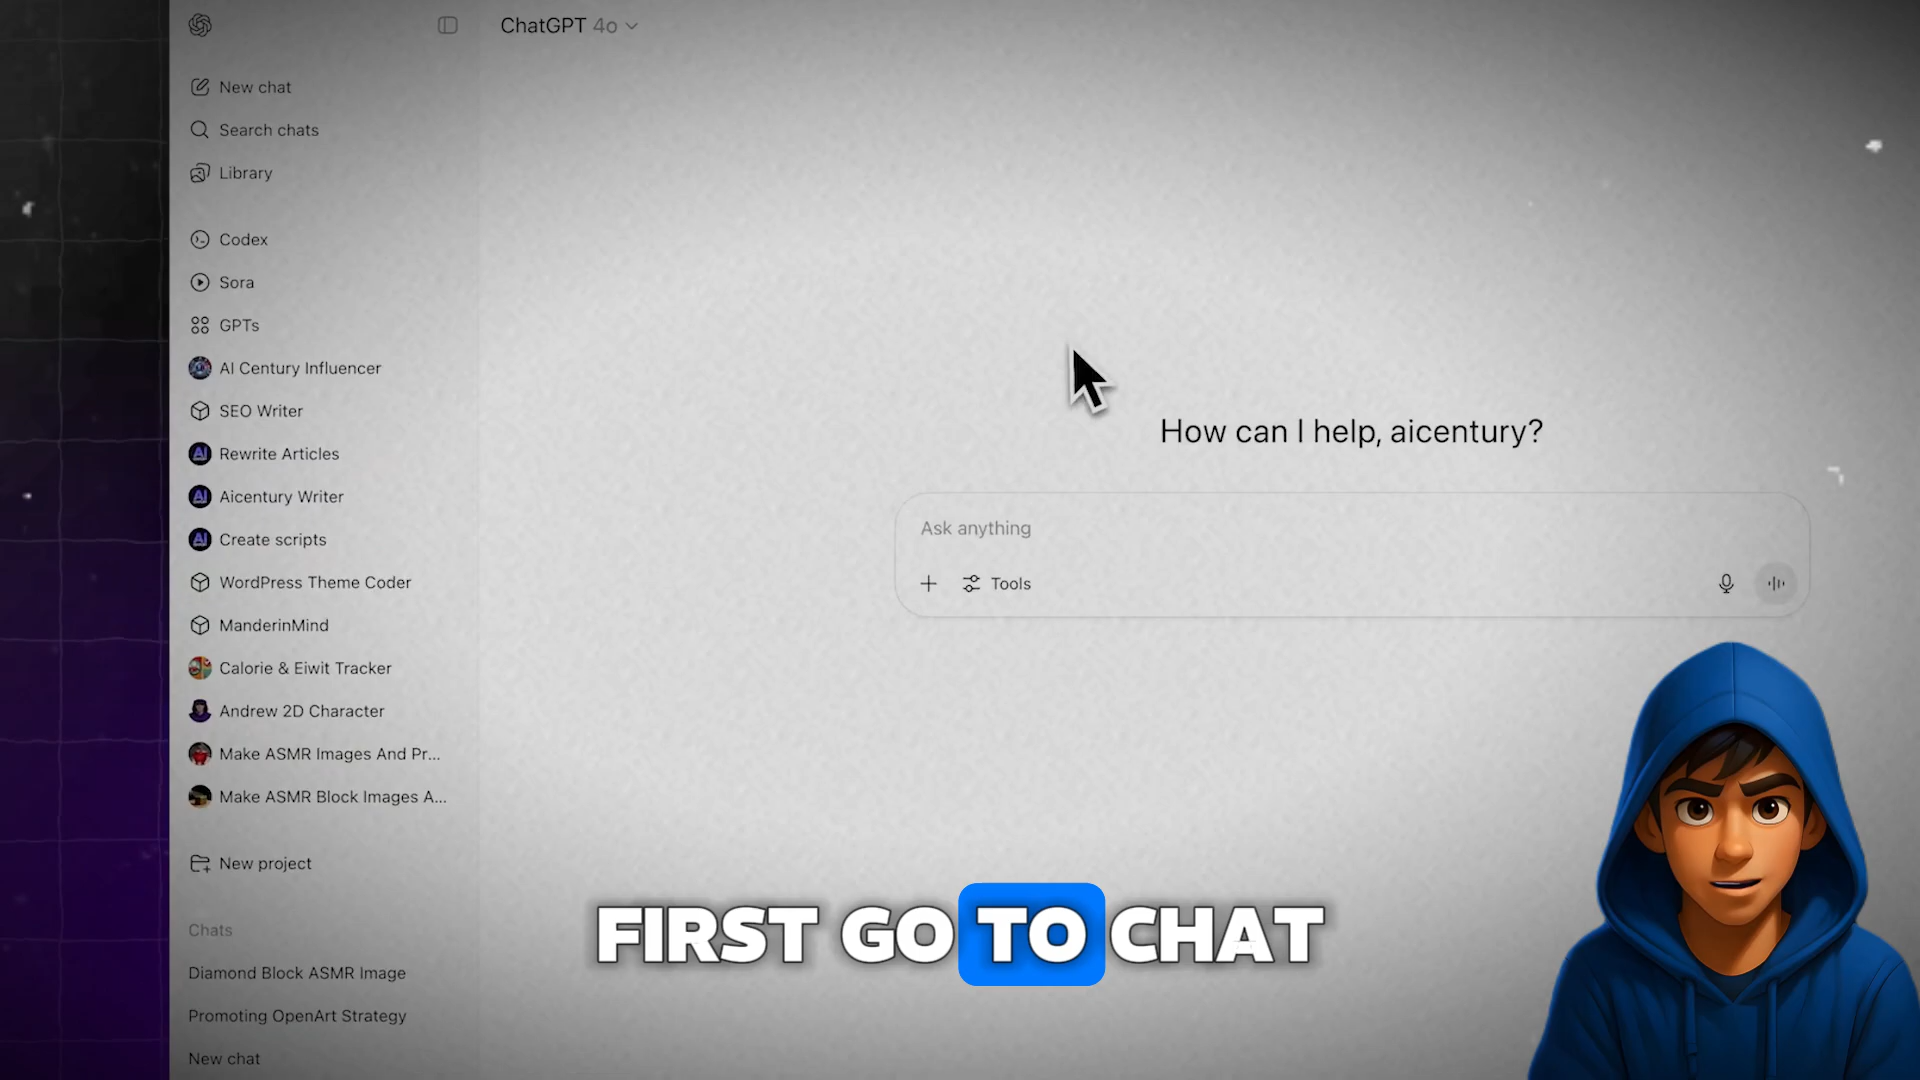 ChatGPT 4o
New chat
Search chats
Library
Codex
Sora
GPTs
AI Century Influencer
SEO Writer
Rewrite Articles
Aicentury Writer
Create scripts
WordPress Theme Coder
ManderinMind
Calorie & Eiwit Tracker
Andrew 2D Character
Make ASMR Images And Pr...
Make ASMR Block Images A...
New project
Chats
Diamond Block ASMR Image
Promoting OpenArt Strategy
New chat
How can I help, aicentury?
Ask anything
Tools
FIRST GO TO CHAT